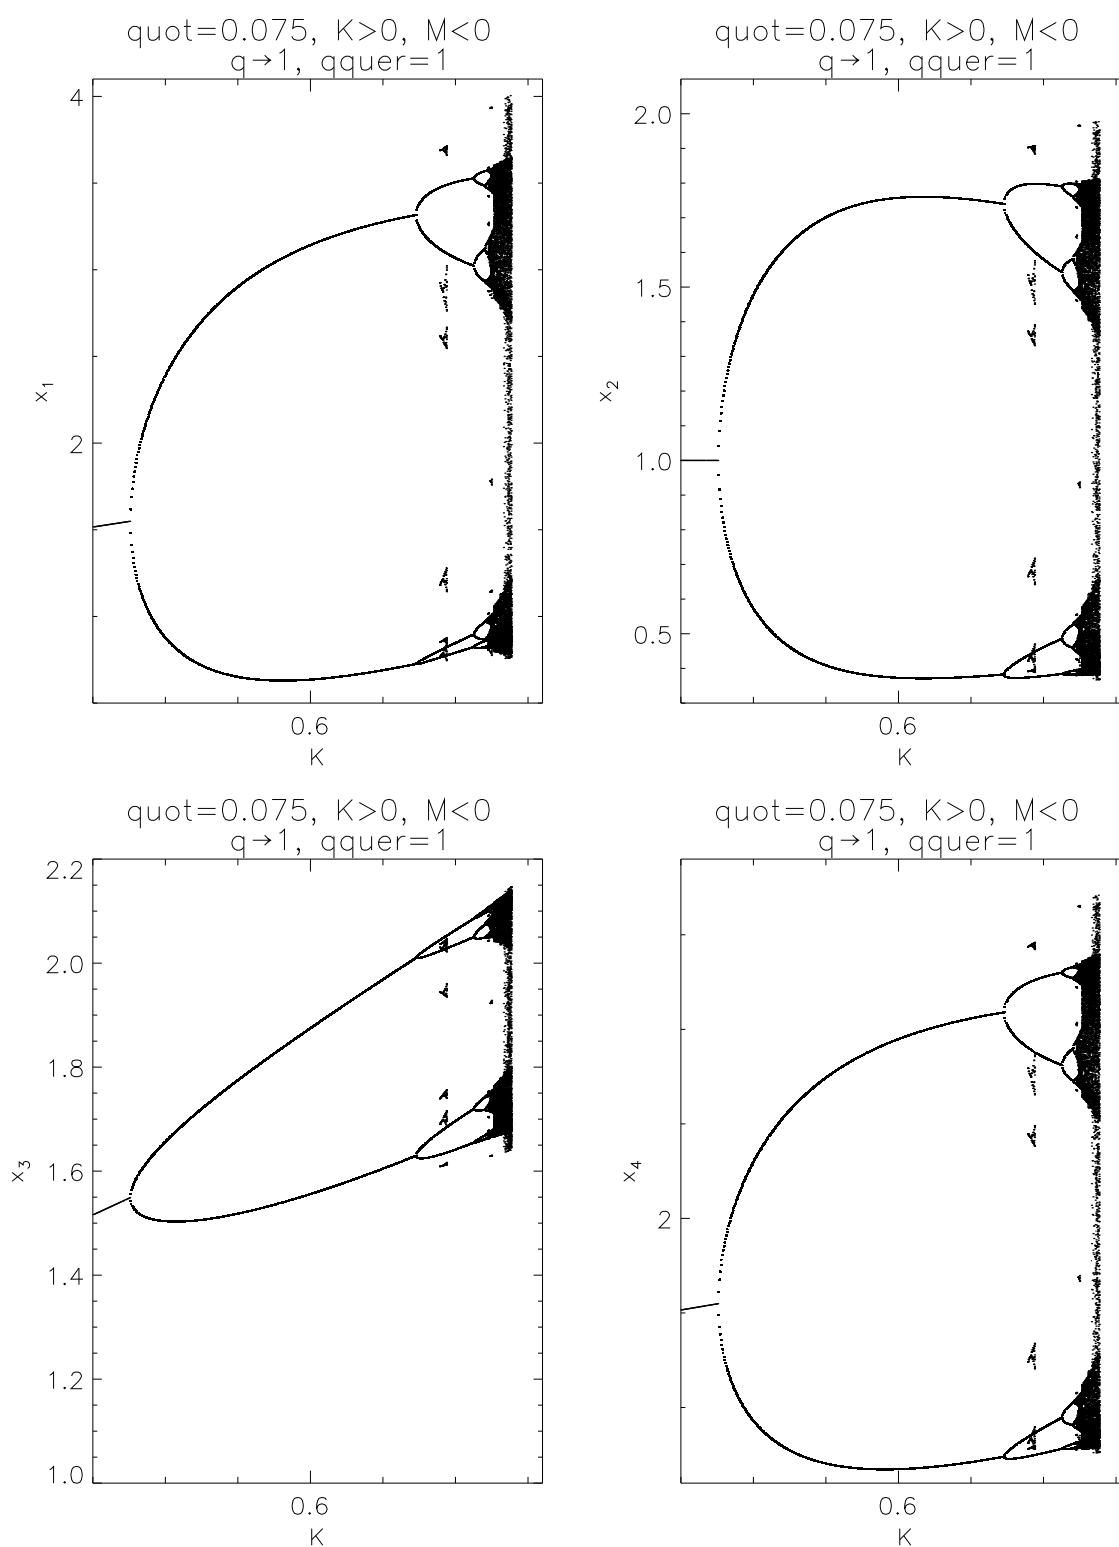 quot=0.075, K>0, M<0
q→1, qquer=1
4
2
x₁
0.6
K
quot=0.075, K>0, M<0
q→1, qquer=1
2.0
1.5
1.0
0.5
x₂
0.6
K
quot=0.075, K>0, M<0
q→1, qquer=1
2.2
2.0
1.8
1.6
1.4
1.2
1.0
x₃
0.6
K
quot=0.075, K>0, M<0
q→1, qquer=1
2
x₄
0.6
K